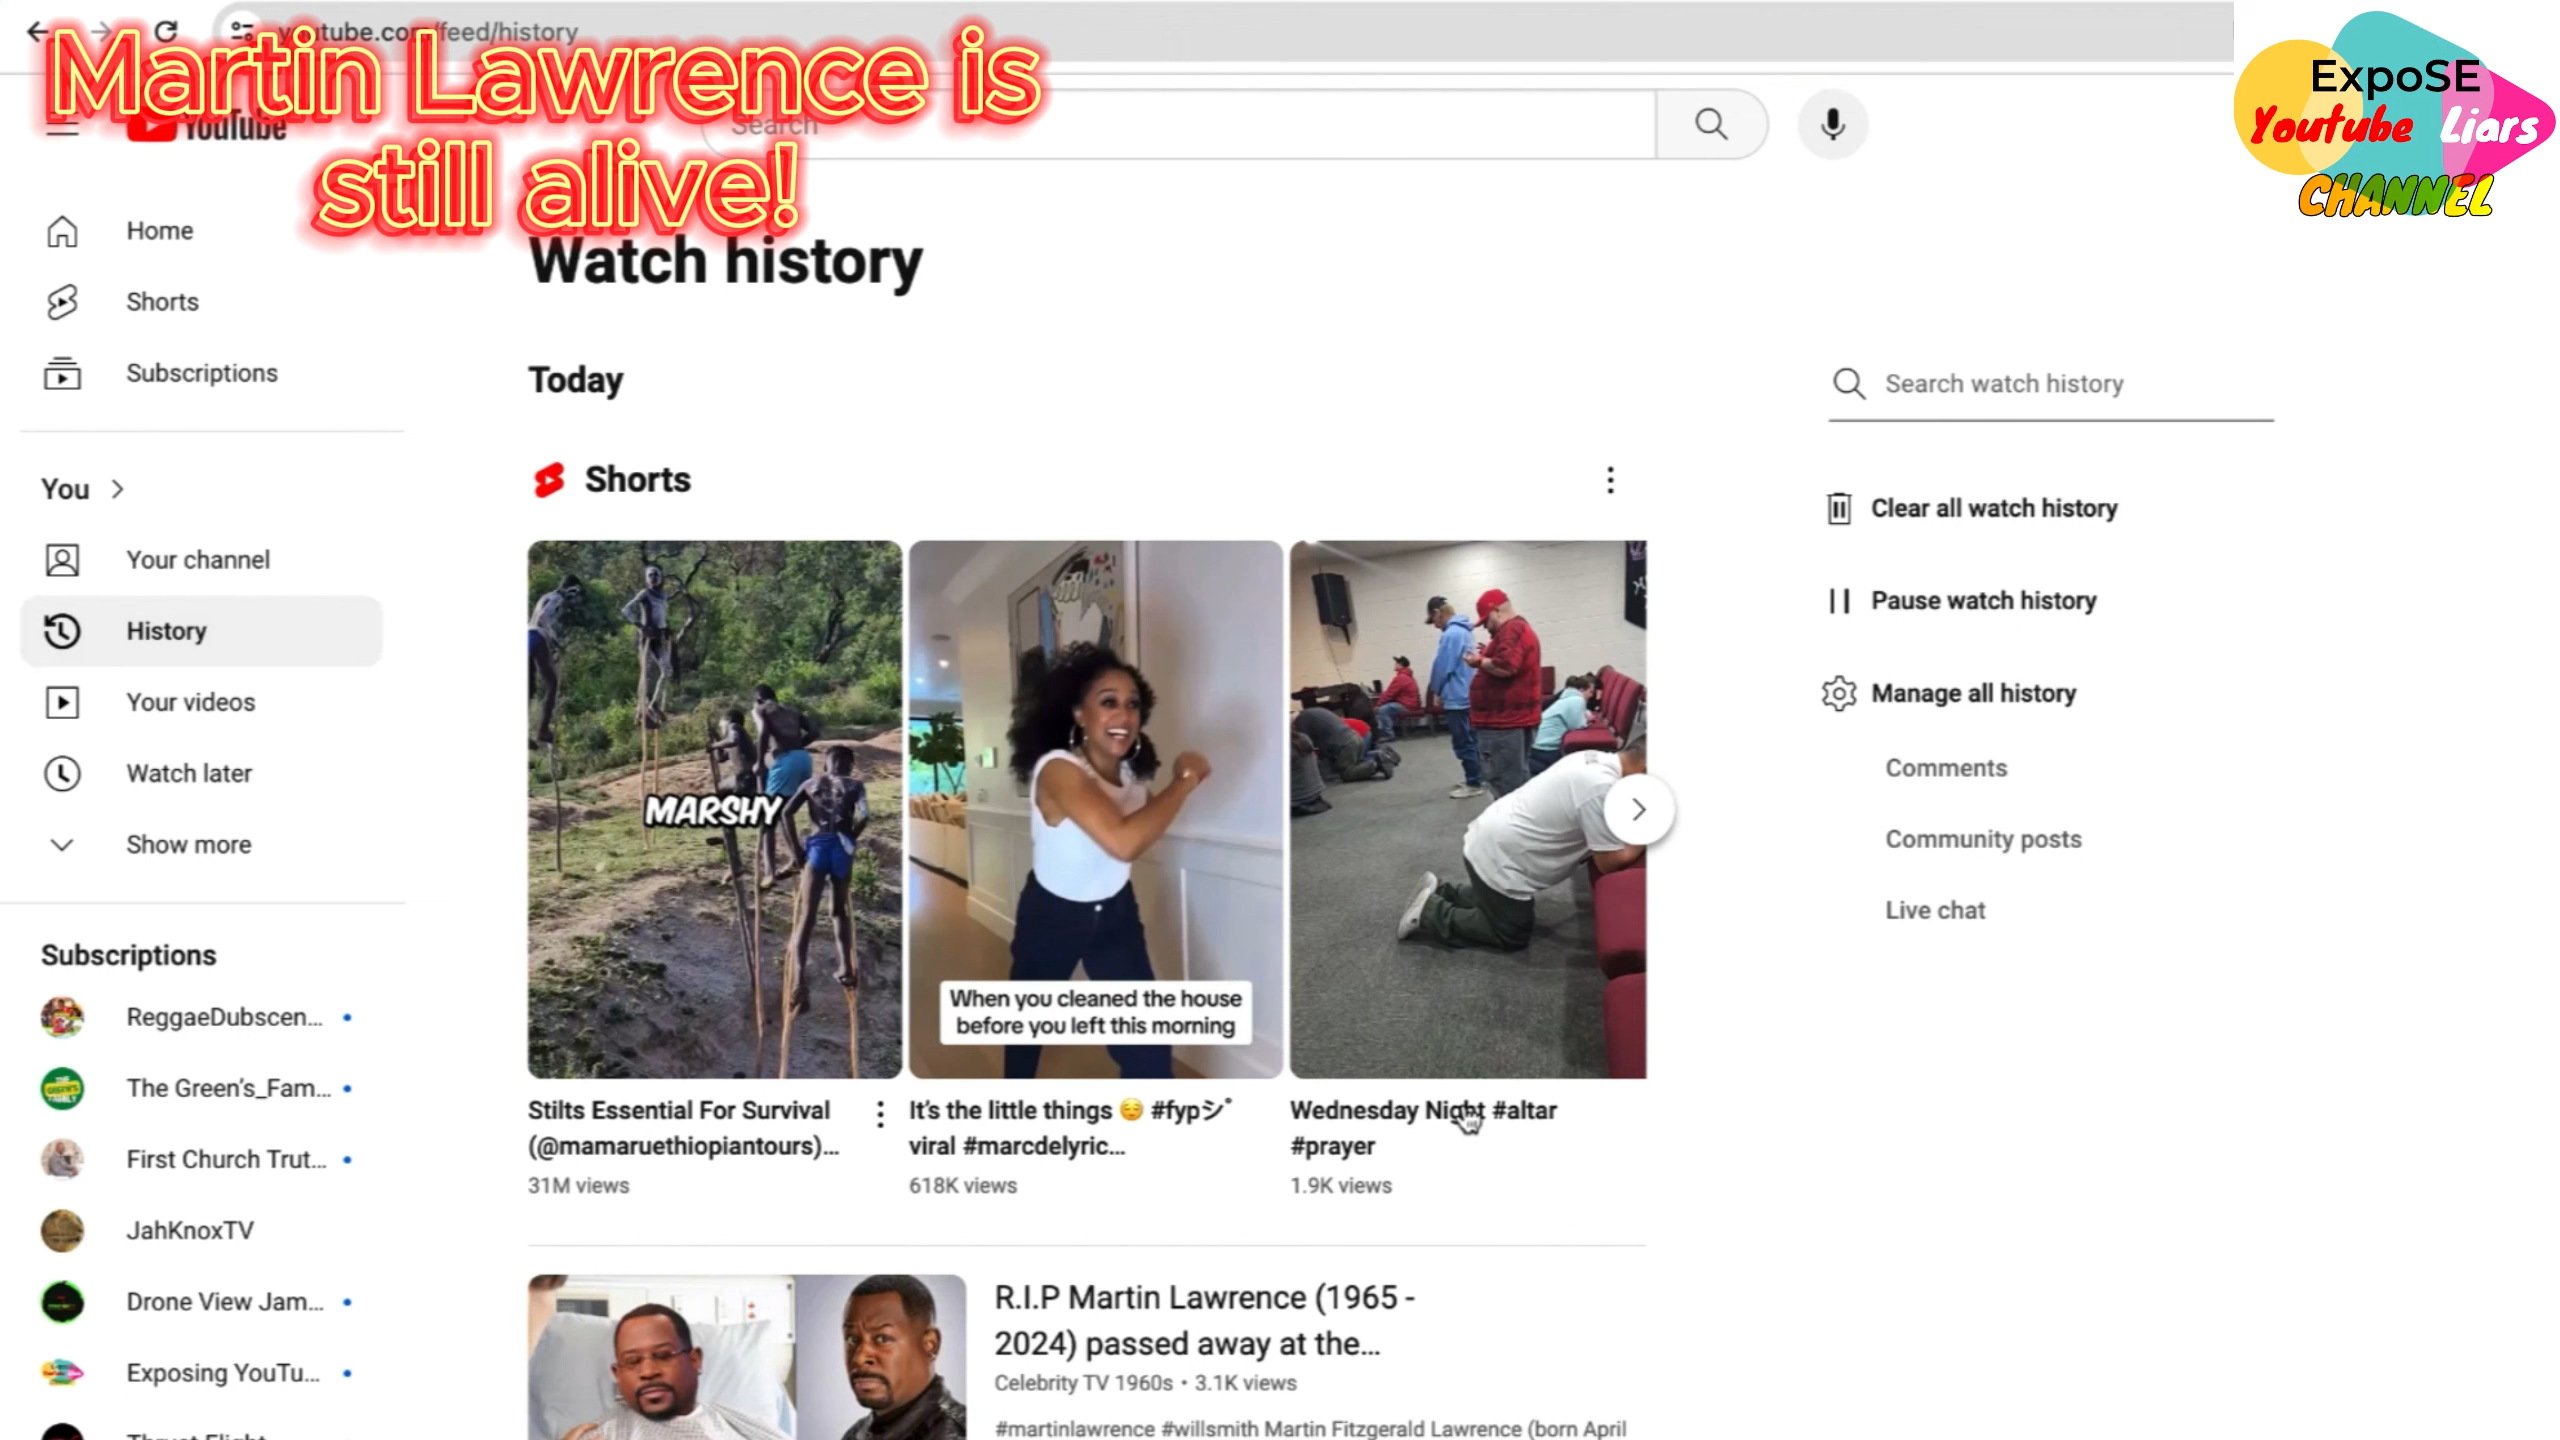 Martin Lawrence is
still alive!
youtube.com/feed/history
ExpoSE
Youtube Liars
CHANNEL
YouTube
Search
Home
Shorts
Subscriptions
You
Your channel
History
Your videos
Watch later
Show more
Subscriptions
ReggaeDubscen...
The Green's_Fam...
First Church Trut...
JahKnoxTV
Drone View Jam...
Exposing YouTu...
Watch history
Today
Shorts
MARSHY
When you cleaned the house
before you left this morning
Stilts Essential For Survival
(@mamaruethiopiantours)...
31M views
It's the little things 😌 #fypシ゚
viral #marcdelyric...
618K views
Wednesday Night #altar
#prayer
1.9K views
R.I.P Martin Lawrence (1965 -
2024) passed away at the...
Celebrity TV 1960s • 3.1K views
#martinlawrence #willsmith Martin Fitzgerald Lawrence (born April
Search watch history
Clear all watch history
Pause watch history
Manage all history
Comments
Community posts
Live chat